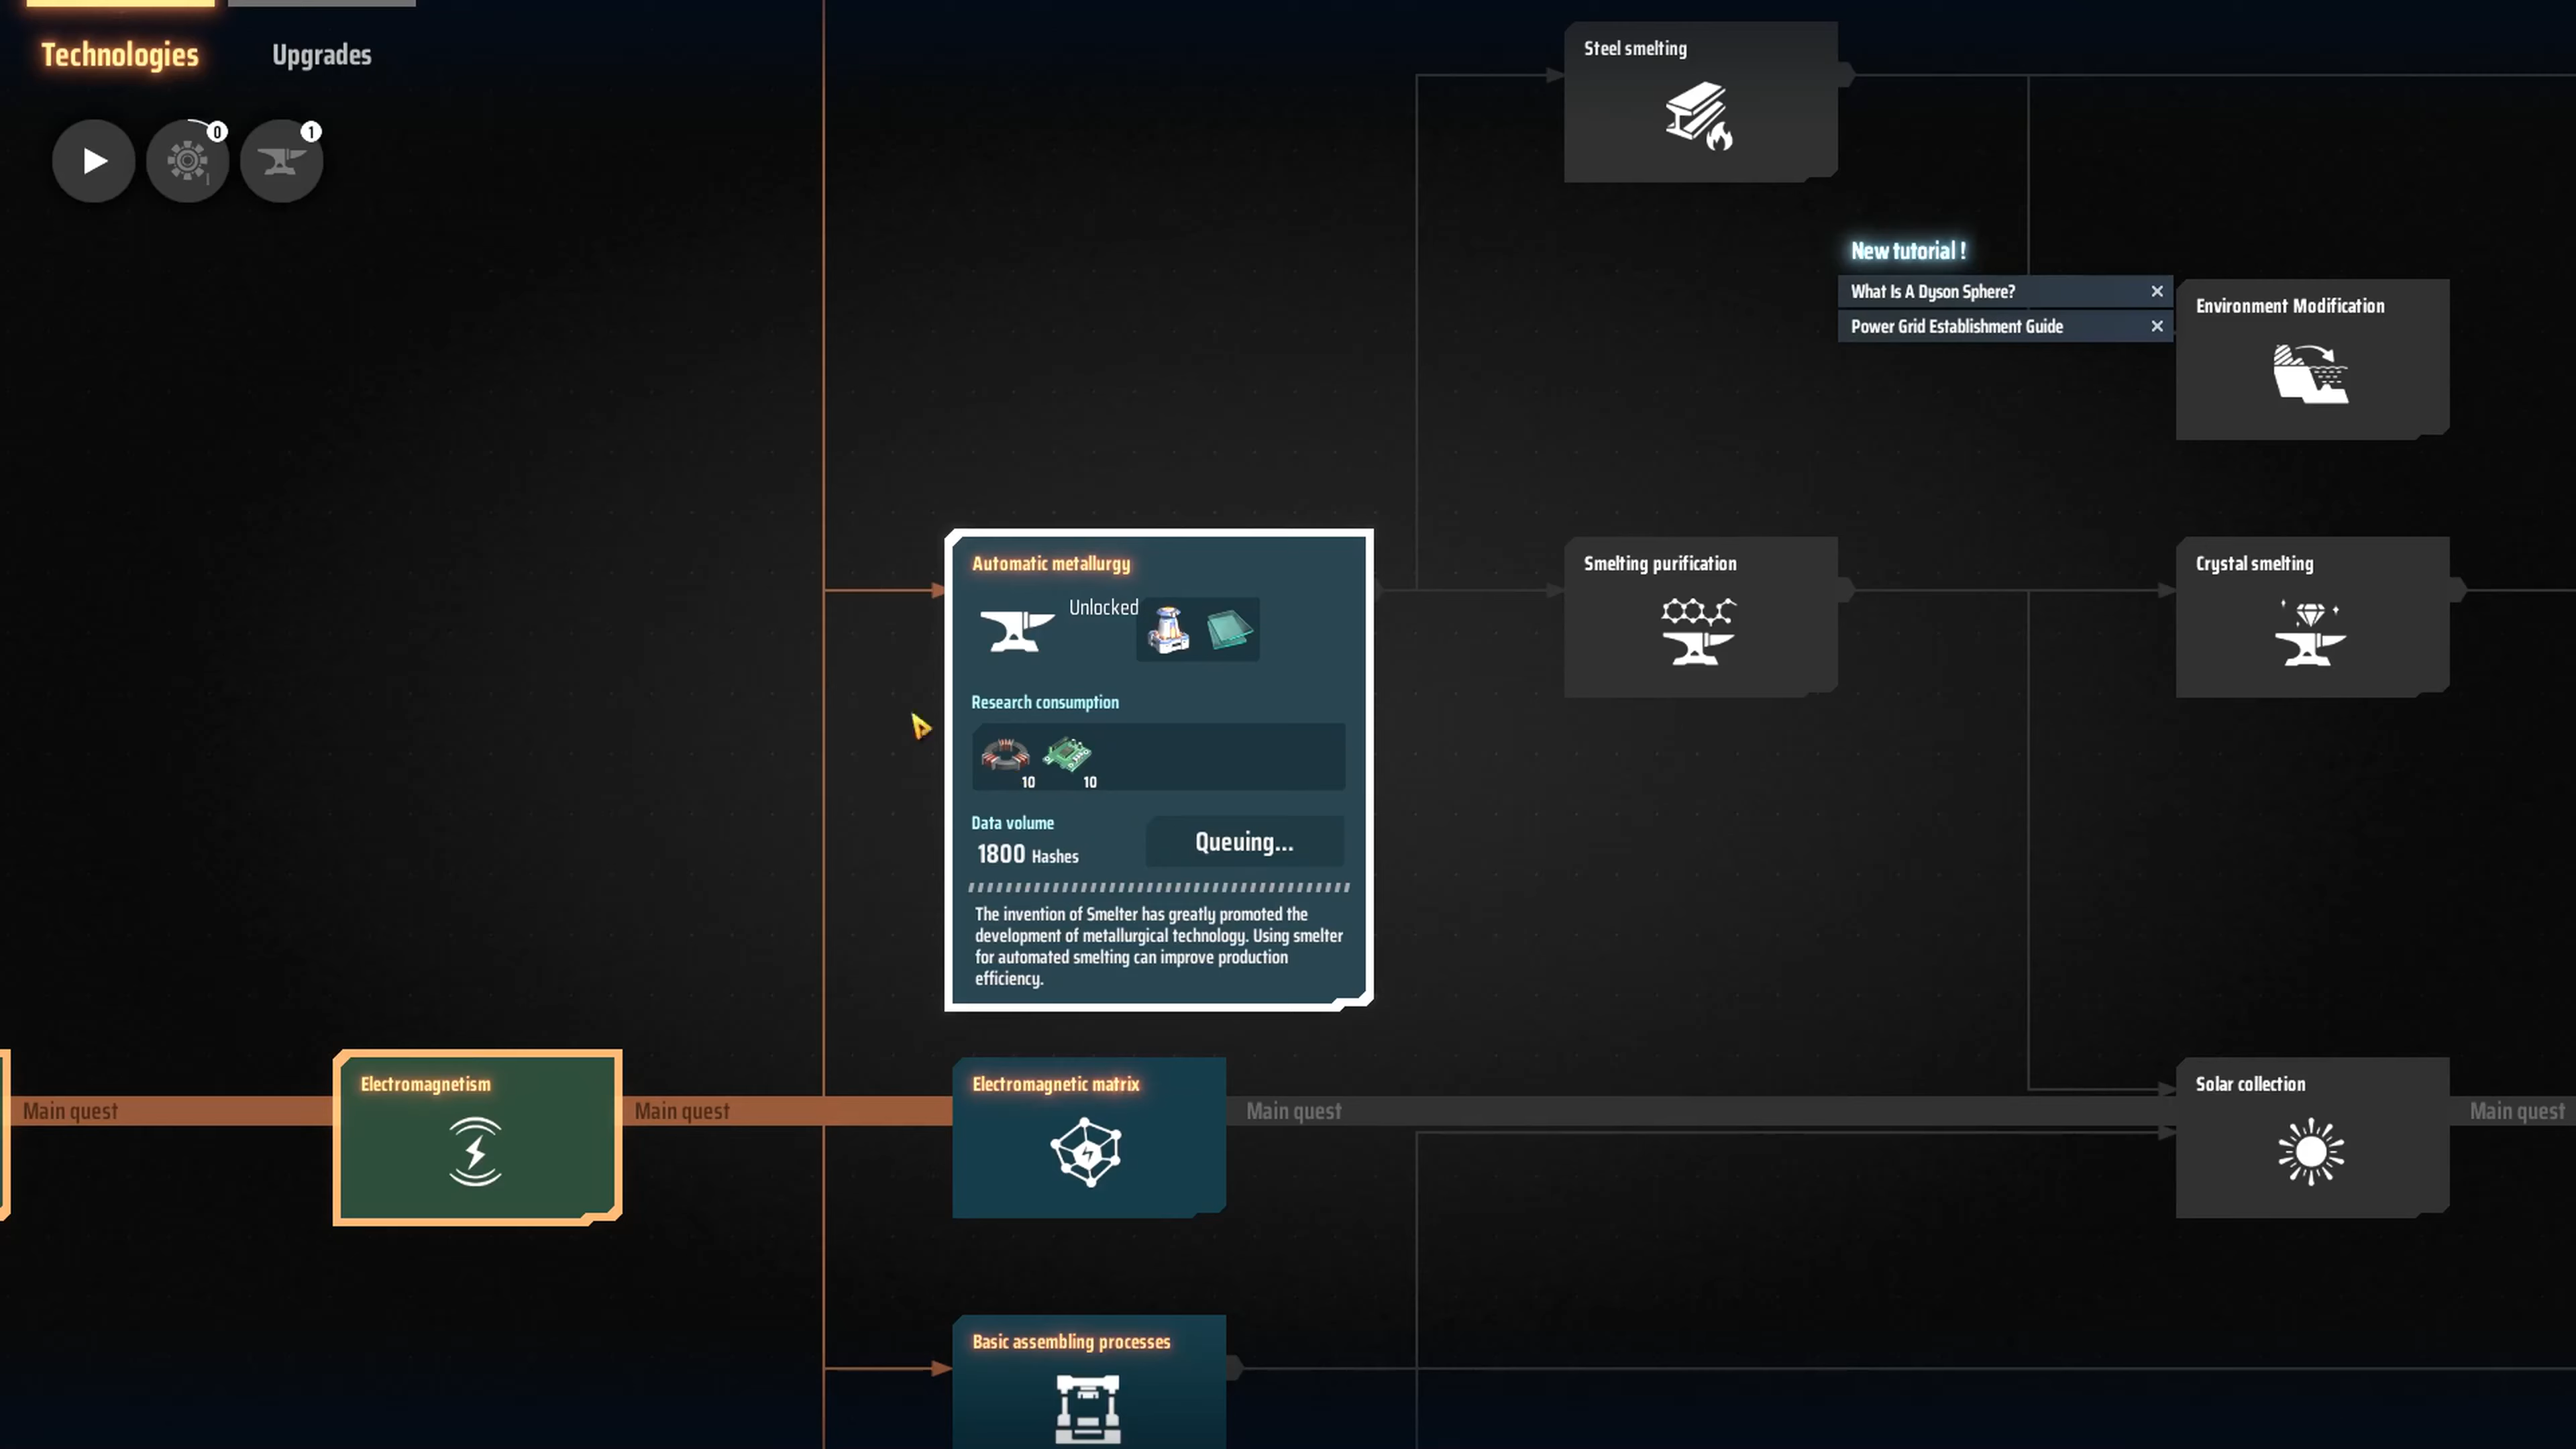 Technologies
Upgrades
0
1
Steel smelting
New tutorial !
What Is A Dyson Sphere?
Power Grid Establishment Guide
Environment Modification
Automatic metallurgy
Unlocked
Research consumption
10
10
Data volume
1800 Hashes
Queuing...
The invention of Smelter has greatly promoted the
development of metallurgical technology. Using smelter
for automated smelting can improve production
efficiency.
Smelting purification
Crystal smelting
Main quest
Electromagnetism
Main quest
Electromagnetic matrix
Main quest
Solar collection
Main quest
Basic assembling processes